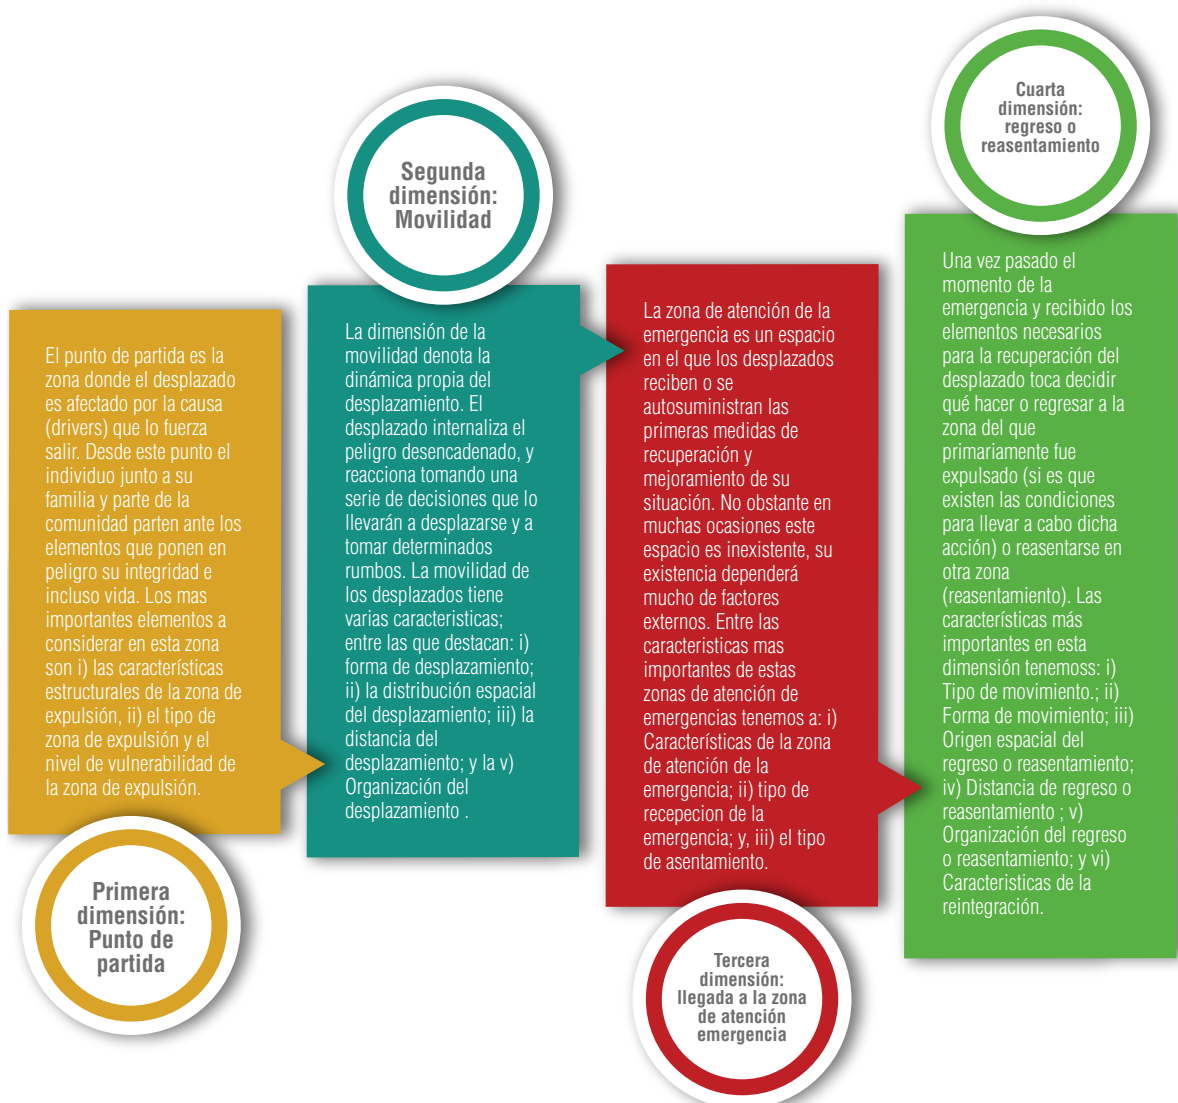 El punto de partida es la
zona donde el desplazado
es afectado por la causa
(drivers) que lo fuerza
salir. Desde este punto el
individuo junto a su
familia y parte de la
comunidad parten ante los
elementos que ponen en
peligro su integridad e
incluso vida. Los mas
importantes elementos a
considerar en esta zona
son i) las características
estructurales de la zona de
expulsión, ii) el tipo de
zona de expulsión y el
nivel de vulnerabilidad de
la zona de expulsión.
Primera
dimensión:
Punto de
partida
Segunda
dimensión:
Movilidad
La dimensión de la
movilidad denota la
dinámica propia del
desplazamiento. El
desplazado internaliza el
peligro desencadenado, y
reacciona tomando una
serie de decisiones que lo
llevarán a desplazarse y a
tomar determinados
rumbos. La movilidad de
los desplazados tiene
varias caracteristicas;
entre las que destacan: i)
forma de desplazamiento;
ii) la distribución espacial
del desplazamiento; iii) la
distancia del
desplazamiento; y la v)
Organización del
desplazamiento .
La zona de atención de la
emergencia es un espacio
en el que los desplazados
reciben o se
autosuministran las
primeras medidas de
recuperación y
mejoramiento de su
situación. No obstante en
muchas ocasiones este
espacio es inexistente, su
existencia dependerá
mucho de factores
externos. Entre las
caracteristicas mas
importantes de estas
zonas de atención de
emergencias tenemos a: i)
Características de la zona
de atención de la
emergencia; ii) tipo de
recepecion de la
emergencia; y, iii) el tipo
de asentamiento.
Tercera
dimensión:
llegada a la zona
de atención
emergencia
Cuarta
dimensión:
regreso o
reasentamiento
Una vez pasado el
momento de la
emergencia y recibido los
elementos necesarios
para la recuperación del
desplazado toca decidir
qué hacer o regresar a la
zona del que
primariamente fue
expulsado (si es que
existen las condiciones
para llevar a cabo dicha
acción) o reasentarse en
otra zona
(reasentamiento). Las
características más
importantes en esta
dimensión tenemoss: i)
Tipo de movimiento.; ii)
Forma de movimiento; iii)
Origen espacial del
regreso o reasentamiento;
iv) Distancia de regreso o
reasentamiento ; v)
Organización del regreso
o reasentamiento; y vi)
Caracteristicas de la
reintegración.